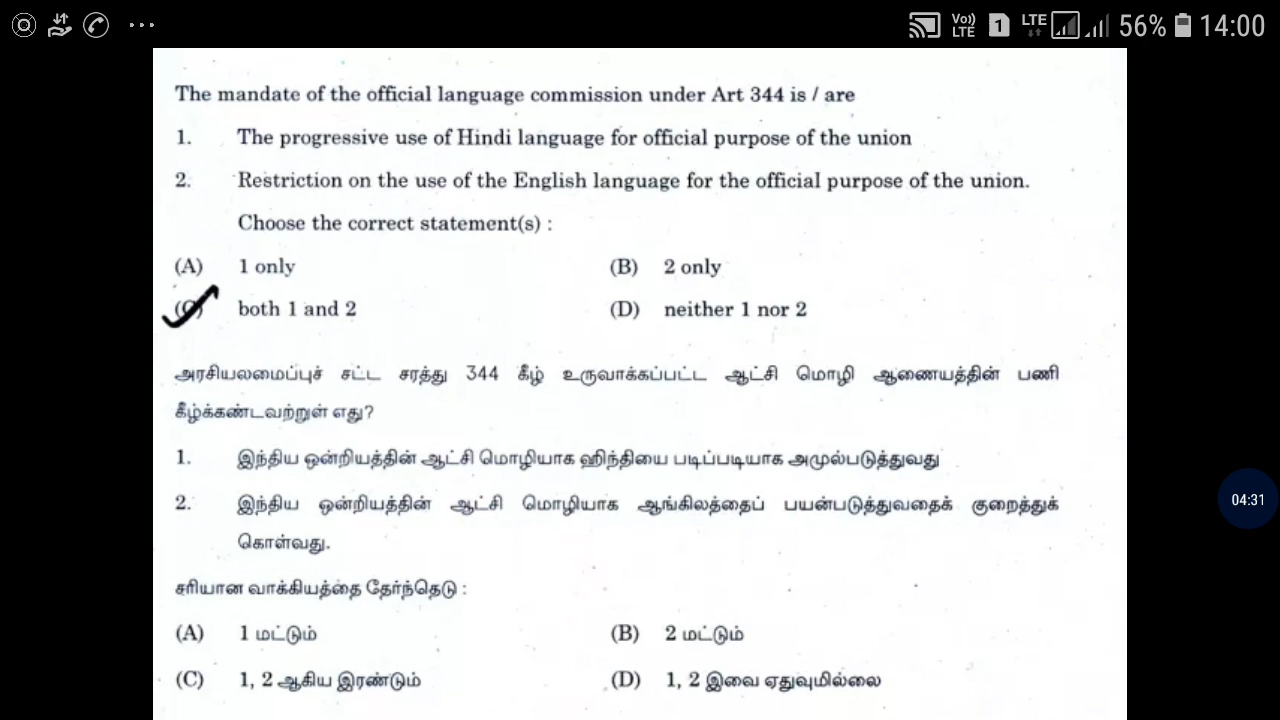 Vo))
LTE 1 LTE 56% 14:00
The mandate of the official language commission under Art 344 is / are
1. The progressive use of Hindi language for official purpose of the union
2. Restriction on the use of the English language for the official purpose of the union.
Choose the correct statement(s) :
(A) 1 only (B) 2 only
(C) both 1 and 2 (D) neither 1 nor 2
அரசியலமைப்புச் சட்ட சரத்து 344 கீழ் உருவாக்கப்பட்ட ஆட்சி மொழி ஆணையத்தின் பணி
கீழ்க்கண்டவற்றுள் எது?
1. இந்திய ஒன்றியத்தின் ஆட்சி மொழியாக ஹிந்தியை படிப்படியாக அமுல்படுத்துவது
2. இந்திய ஒன்றியத்தின் ஆட்சி மொழியாக ஆங்கிலத்தைப் பயன்படுத்துவதைக் குறைத்துக்
கொள்வது.
04:31
சரியான வாக்கியத்தை தேர்ந்தெடு :
(A) 1 மட்டும் (B) 2 மட்டும்
(C) 1, 2 ஆகிய இரண்டும் (D) 1, 2 இவை ஏதுவுமில்லை